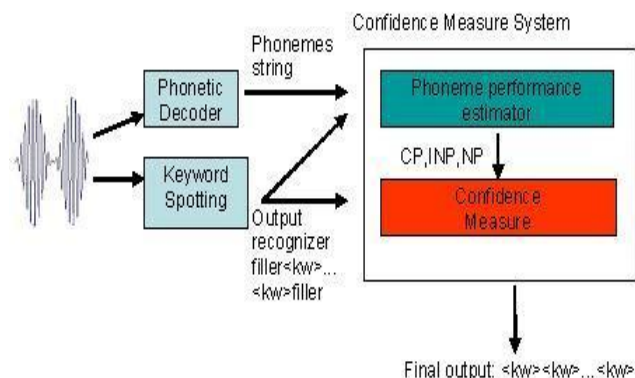 Confidence Measure System
Phonemes
string
Phonetic
Decoder
Phoneme performance
estimator
CP,INP,NP
Keyword
Spotting
Confidence
Measure
Output
recognizer
filler<kw>...
<kw>filler
Final output: <kw><kw>...<kw>